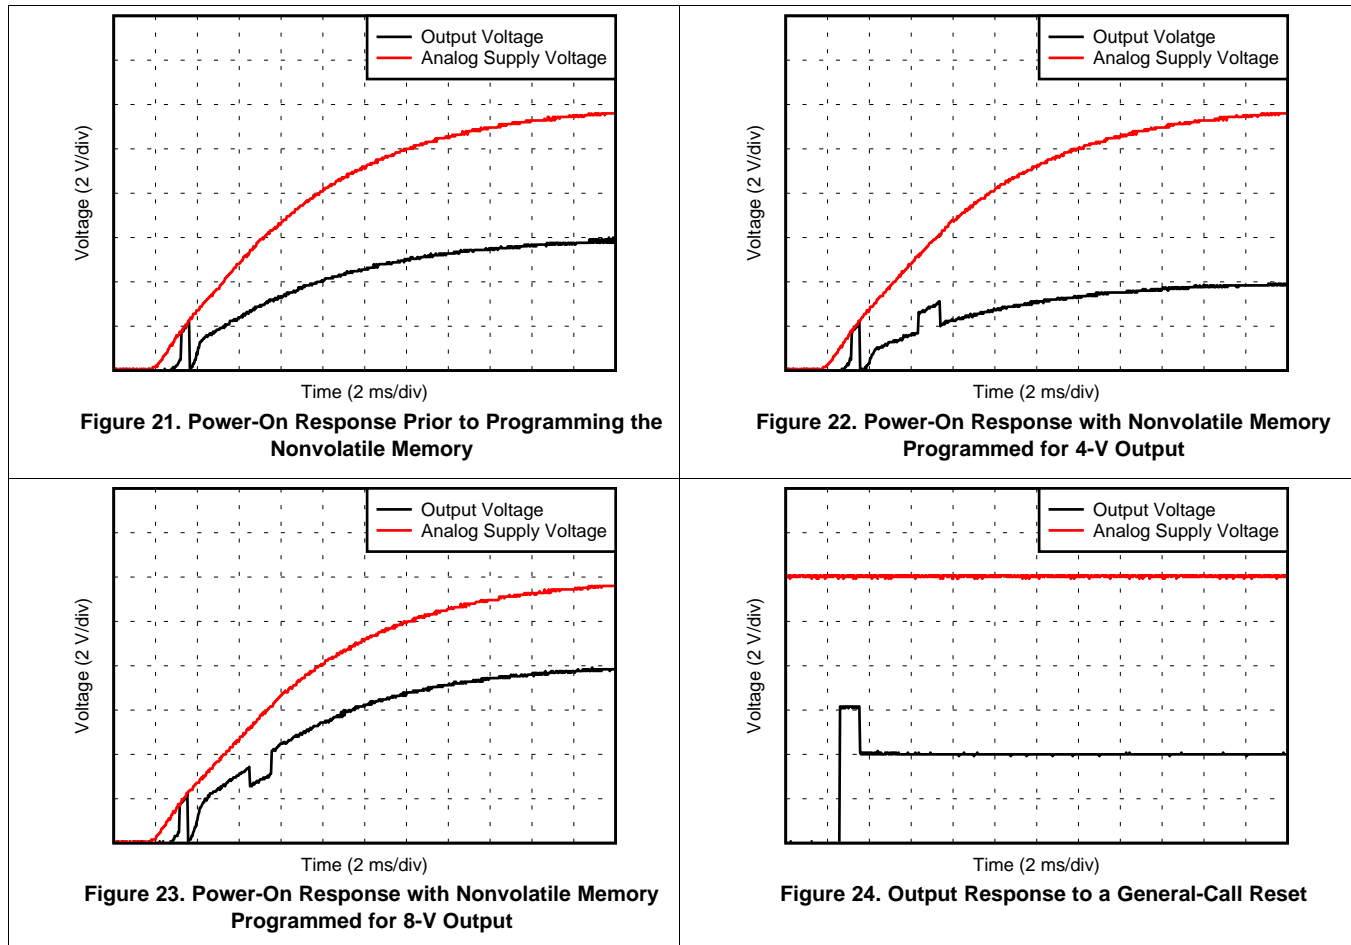 Output Voltage
Analog Supply Voltage
Voltage (2 V/div)
Time (2 ms/div)
Figure 21. Power-On Response Prior to Programming the
Nonvolatile Memory
Output Volatge
Analog Supply Voltage
Voltage (2 V/div)
Time (2 ms/div)
Figure 22. Power-On Response with Nonvolatile Memory
Programmed for 4-V Output
Output Voltage
Analog Supply Voltage
Voltage (2 V/div)
Time (2 ms/div)
Figure 23. Power-On Response with Nonvolatile Memory
Programmed for 8-V Output
Output Voltage
Analog Supply Voltage
Voltage (2 V/div)
Time (2 ms/div)
Figure 24. Output Response to a General-Call Reset